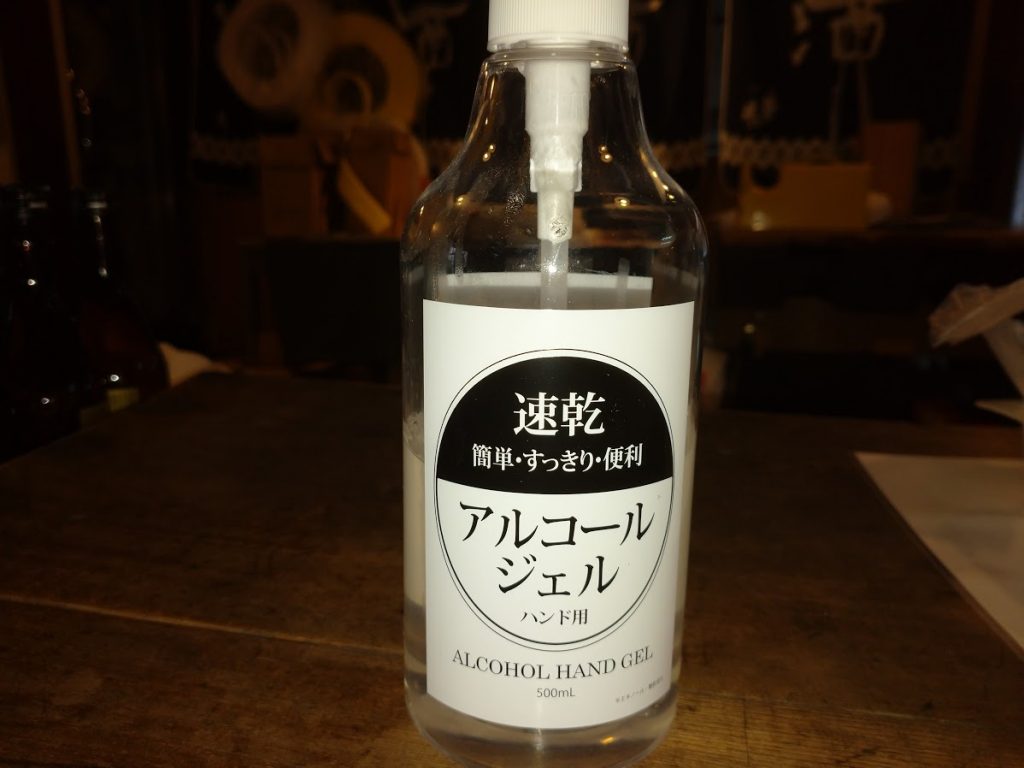 速乾
簡単・すっきり・便利
アルコール
ジェル
ハンド用
ALCOHOL HAND GEL
500mL